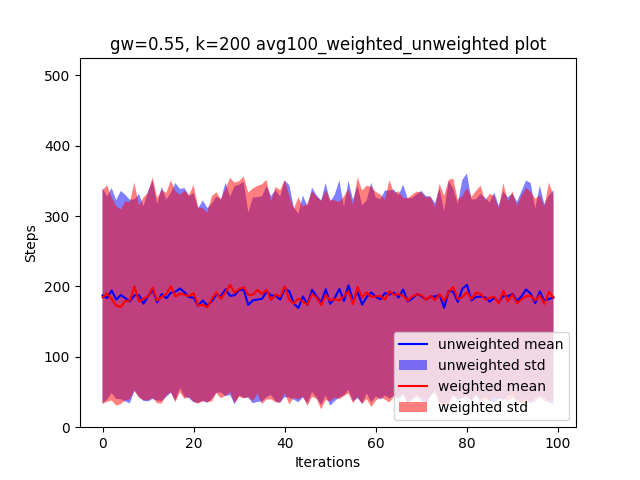 gw=0.55, k=200 avg100_weighted_unweighted plot
500
400
300
200
100
0
Steps
0 20 40 60 80 100
Iterations
unweighted mean
unweighted std
weighted mean
weighted std